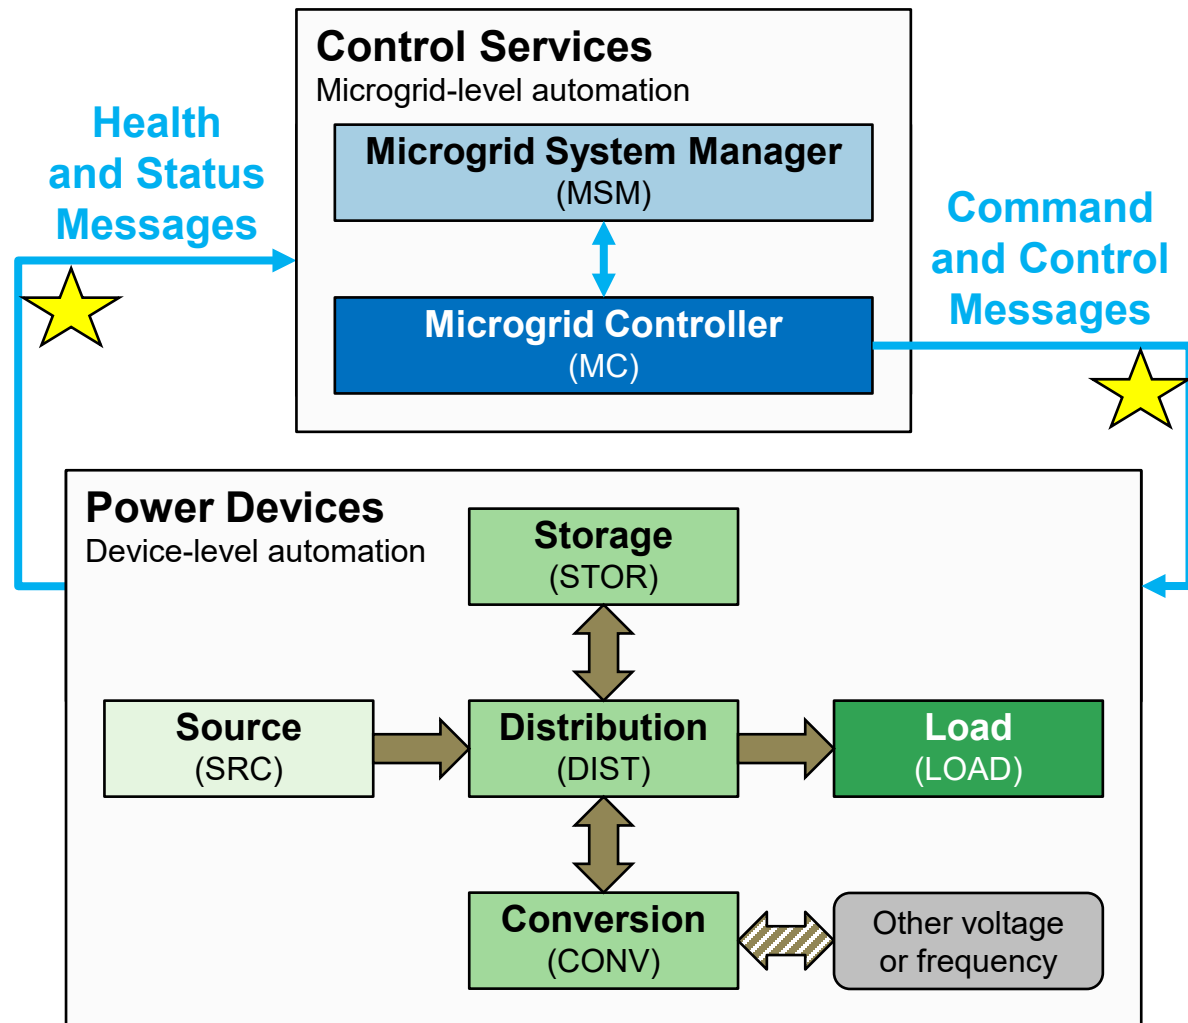 Control Services
Microgrid-level automation
Health
and Status
Messages
Microgrid System Manager
(MSM)
Command
and Control
Messages
Microgrid Controller
(MC)
Power Devices
Device-level automation
Storage
(STOR)
Source
(SRC)
Distribution
(DIST)
Load
(LOAD)
Conversion
(CONV)
Other voltage
or frequency